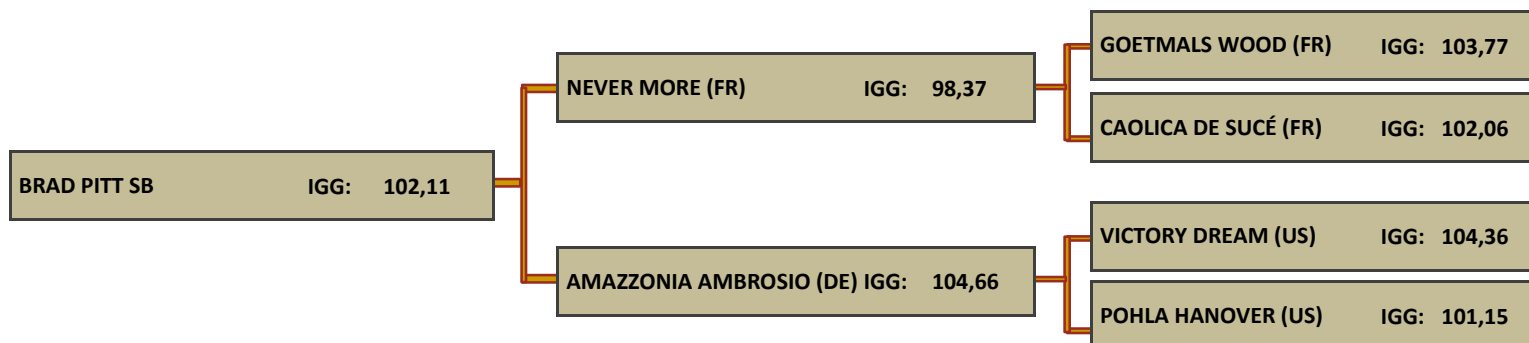 GOETMALS WOOD (FR) IGG: 103,77
NEVER MORE (FR) IGG: 98,37
CAOLICA DE SUCÉ (FR) IGG: 102,06
BRAD PITT SB IGG: 102,11
VICTORY DREAM (US) IGG: 104,36
AMAZZONIA AMBROSIO (DE) IGG: 104,66
POHLA HANOVER (US) IGG: 101,15